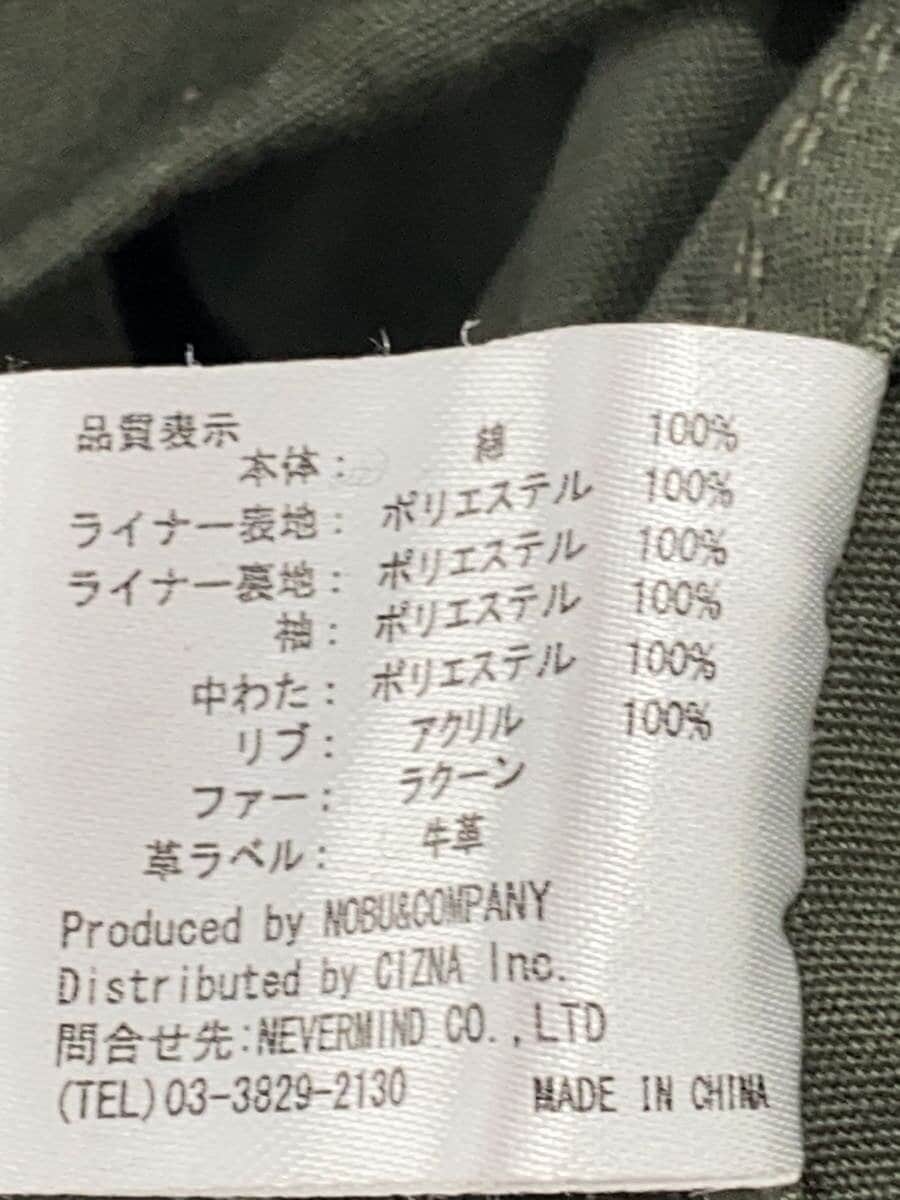 品質表示
本体: 綿 100%
ライナー表地: ポリエステル 100%
ライナー裏地: ポリエステル 100%
袖: ポリエステル 100%
中わた: ポリエステル 100%
リブ: アクリル 100%
ファー: ラクーン
革ラベル: 牛革
Produced by NOBU&COMPANY
Distributed by CIZNA Inc.
問合せ先:NEVERMIND CO.,LTD
(TEL)03-3829-2130 MADE IN CHINA